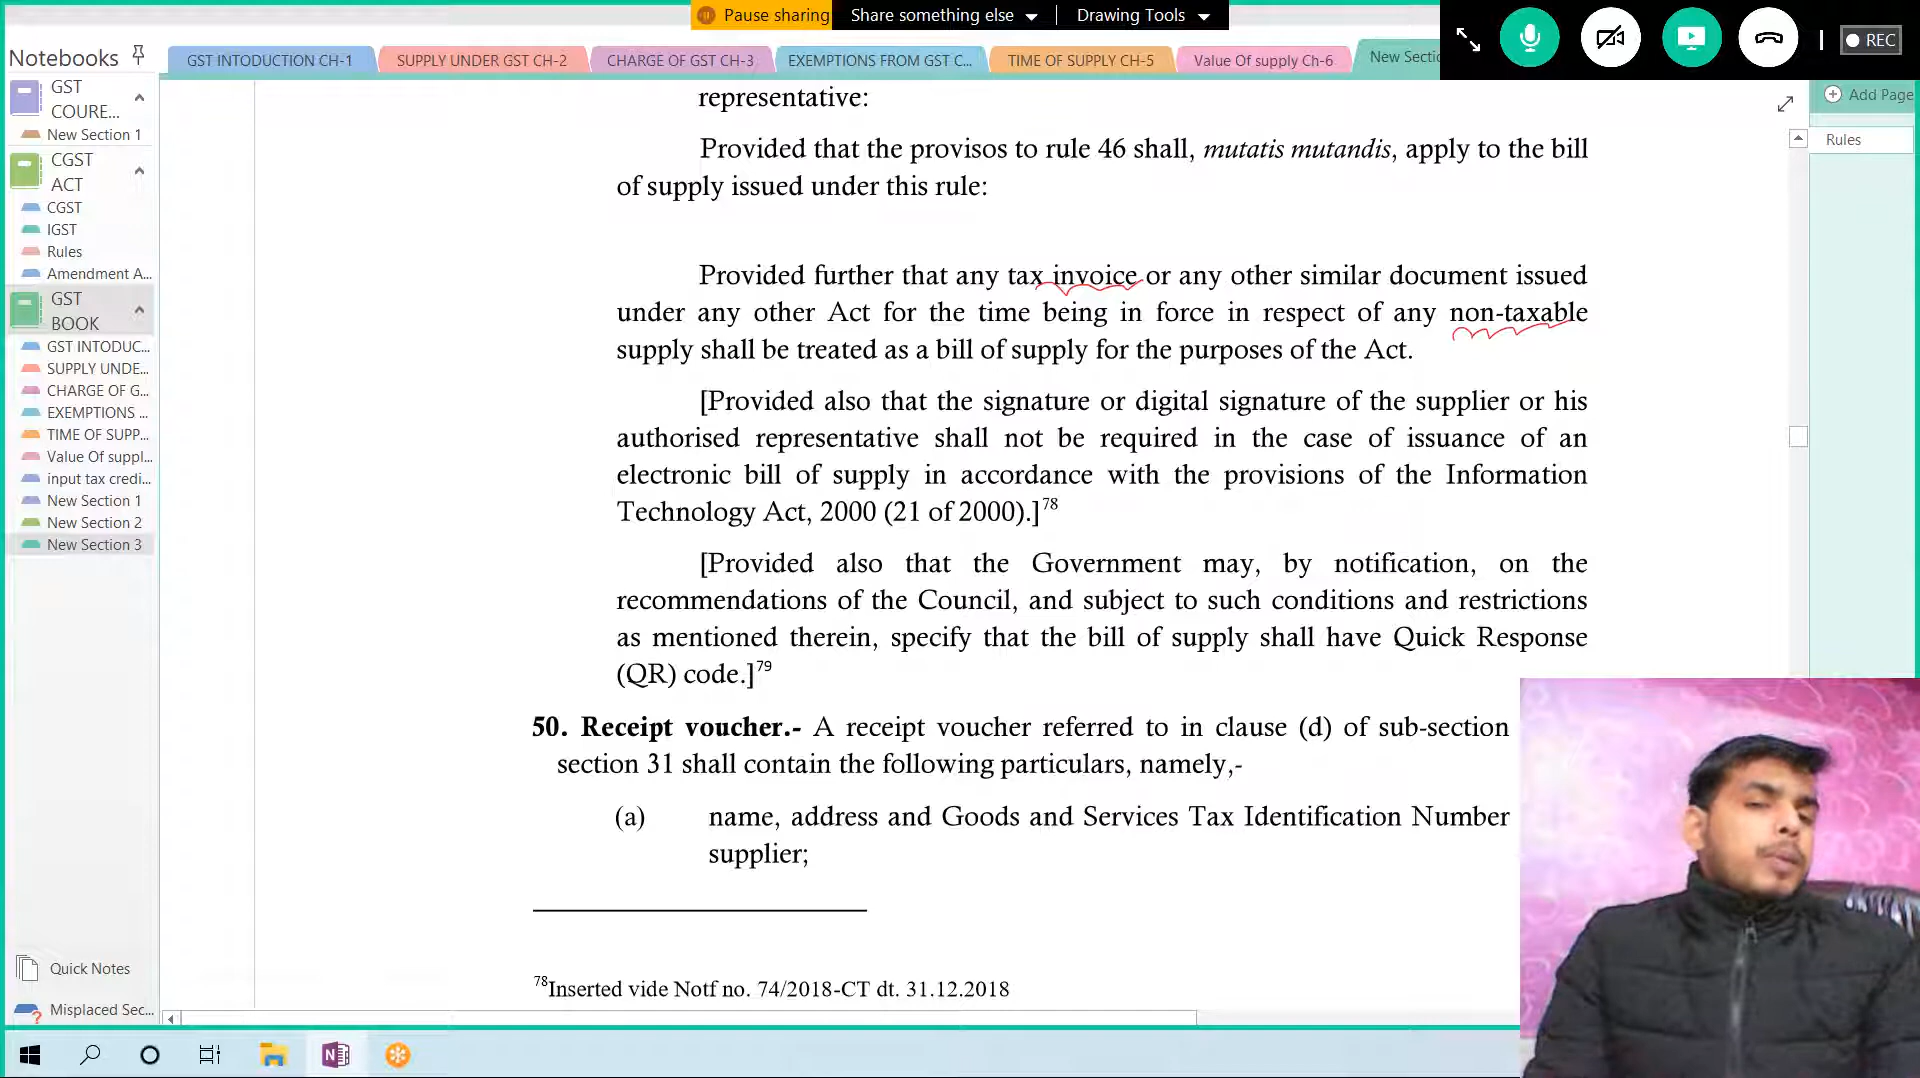 Pause sharing
Share something else
Drawing Tools
REC
Notebooks
GST INTODUCTION CH-1
SUPPLY UNDER GST CH-2
CHARGE OF GST CH-3
EXEMPTIONS FROM GST C...
TIME OF SUPPLY CH-5
Value Of supply Ch-6
New Sectio
Add Page
Rules
GST
COURE...
New Section 1
CGST
ACT
CGST
IGST
Rules
Amendment A...
GST
BOOK
GST INTODUC...
SUPPLY UNDE...
CHARGE OF G...
EXEMPTIONS ...
TIME OF SUPP...
Value Of suppl...
input tax credi...
New Section 1
New Section 2
New Section 3
Quick Notes
Misplaced Sec...
representative:
Provided that the provisos to rule 46 shall, mutatis mutandis, apply to the bill
of supply issued under this rule:
Provided further that any tax invoice or any other similar document issued
under any other Act for the time being in force in respect of any non-taxable
supply shall be treated as a bill of supply for the purposes of the Act.
[Provided also that the signature or digital signature of the supplier or his
authorised representative shall not be required in the case of issuance of an
electronic bill of supply in accordance with the provisions of the Information
Technology Act, 2000 (21 of 2000).]78
[Provided also that the Government may, by notification, on the
recommendations of the Council, and subject to such conditions and restrictions
as mentioned therein, specify that the bill of supply shall have Quick Response
(QR) code.]79
50. Receipt voucher.- A receipt voucher referred to in clause (d) of sub-section
section 31 shall contain the following particulars, namely,-
(a) name, address and Goods and Services Tax Identification Number
supplier;
78Inserted vide Notf no. 74/2018-CT dt. 31.12.2018